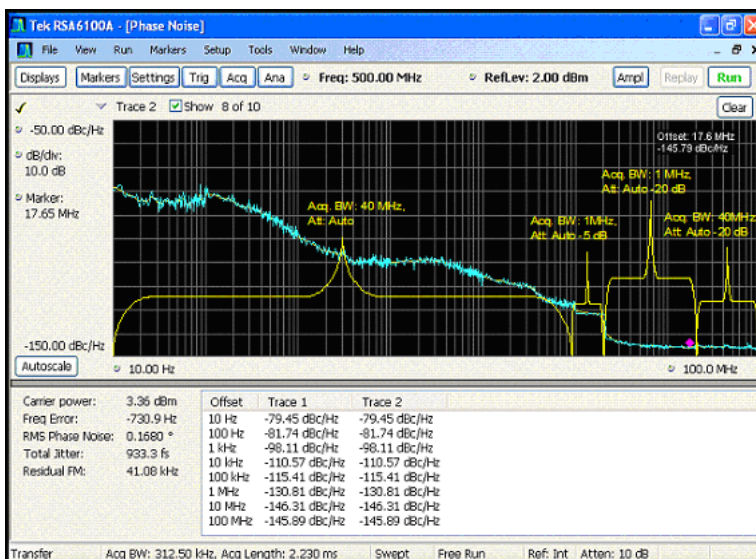 Tek RSA6100A - [Phase Noise]
File View Run Markers Setup Tools Window Help
Displays Markers Settings Trig Acq Ana Freq: 500.00 MHz RefLev: 2.00 dBm Ampl Replay Run
Trace 2 Show 8 of 10 Clear
-50.00 dBc/Hz
dB/div:
10.0 dB
Marker:
17.65 MHz
Offset: 17.6 MHz
-145.79 dBc/Hz
Acq. BW: 40 MHz,
Att: Auto
Acq. BW: 1MHz,
Att: Auto -5 dB
Acq. BW: 1 MHz,
Att: Auto -20 dB
Acq. BW: 40MHz
Att: Auto -20 dB
-150.00 dBc/Hz
Autoscale 10.00 Hz 100.0 MHz
Carrier power: 3.36 dBm
Freq Error: -730.9 Hz
RMS Phase Noise: 0.1680 °
Total Jitter: 933.3 fs
Residual FM: 41.08 kHz
Offset Trace 1 Trace 2
10 Hz -79.45 dBc/Hz -79.45 dBc/Hz
100 Hz -81.74 dBc/Hz -81.74 dBc/Hz
1 kHz -98.11 dBc/Hz -98.11 dBc/Hz
10 kHz -110.57 dBc/Hz -110.57 dBc/Hz
100 kHz -115.41 dBc/Hz -115.41 dBc/Hz
1 MHz -130.81 dBc/Hz -130.81 dBc/Hz
10 MHz -146.31 dBc/Hz -146.31 dBc/Hz
100 MHz -145.89 dBc/Hz -145.89 dBc/Hz
Transfer Acq BW: 312.50 kHz, Acq Length: 2.230 ms Swept Free Run Ref: Int Atten: 10 dB